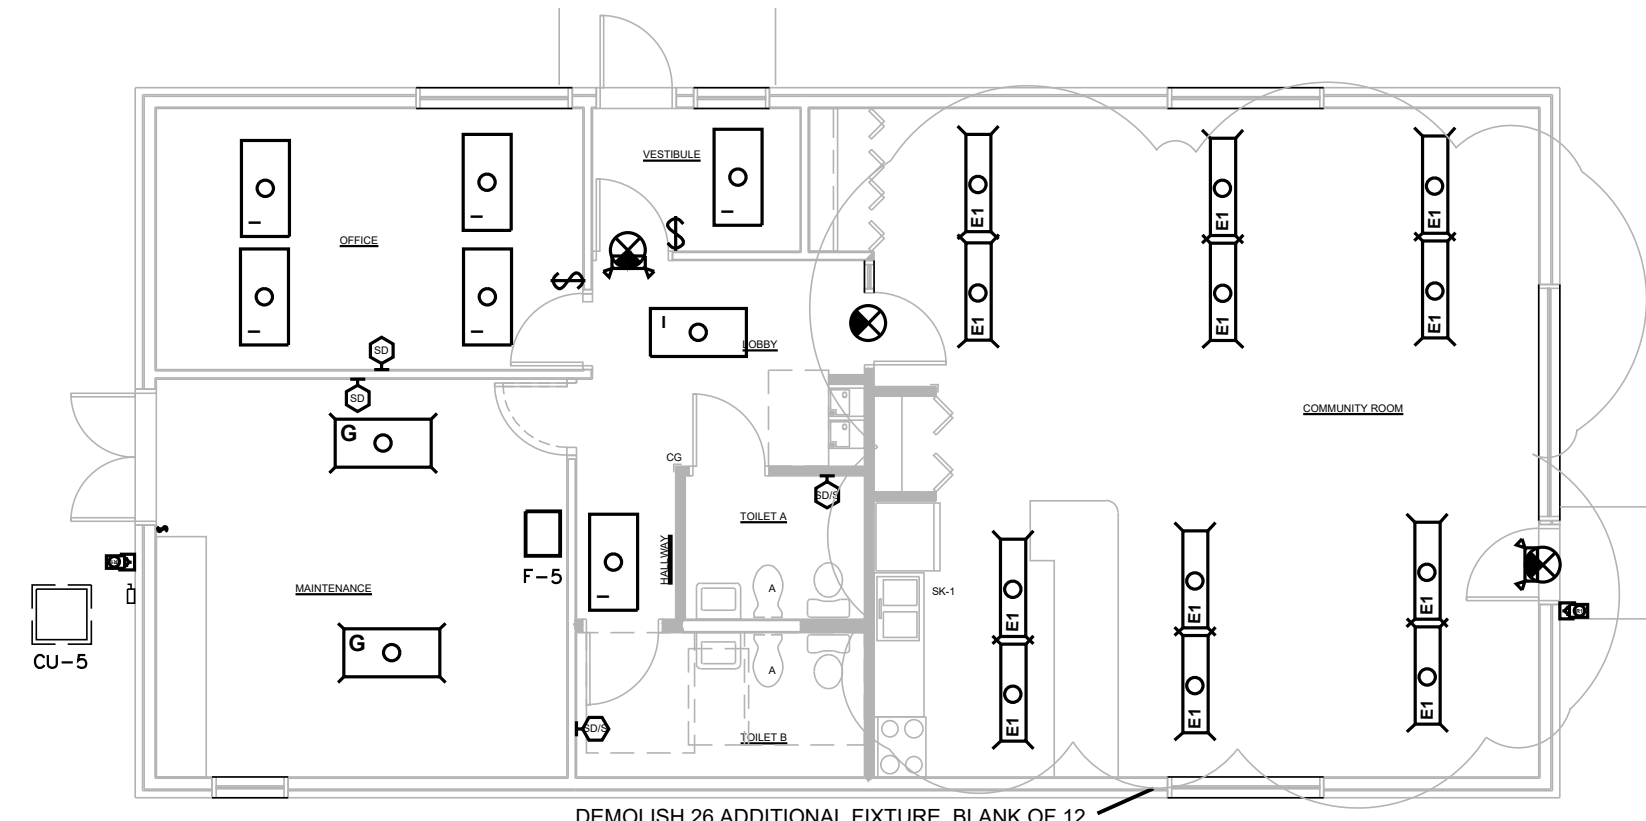 VESTIBULE
E1
E1
E1
OFFICE
E1
E1
E1
I
LOBBY
SD
SD
COMMUNITY ROOM
G
CG
SD/S
TOILET A
HALLWAY
F-5
MAINTENANCE
A
SK-1
E1
E1
E1
G
CU-5
A
E1
E1
E1
SD/S
TOILET B
DEMOLISH 26 ADDITIONAL FIXTURE, BLANK OF 12